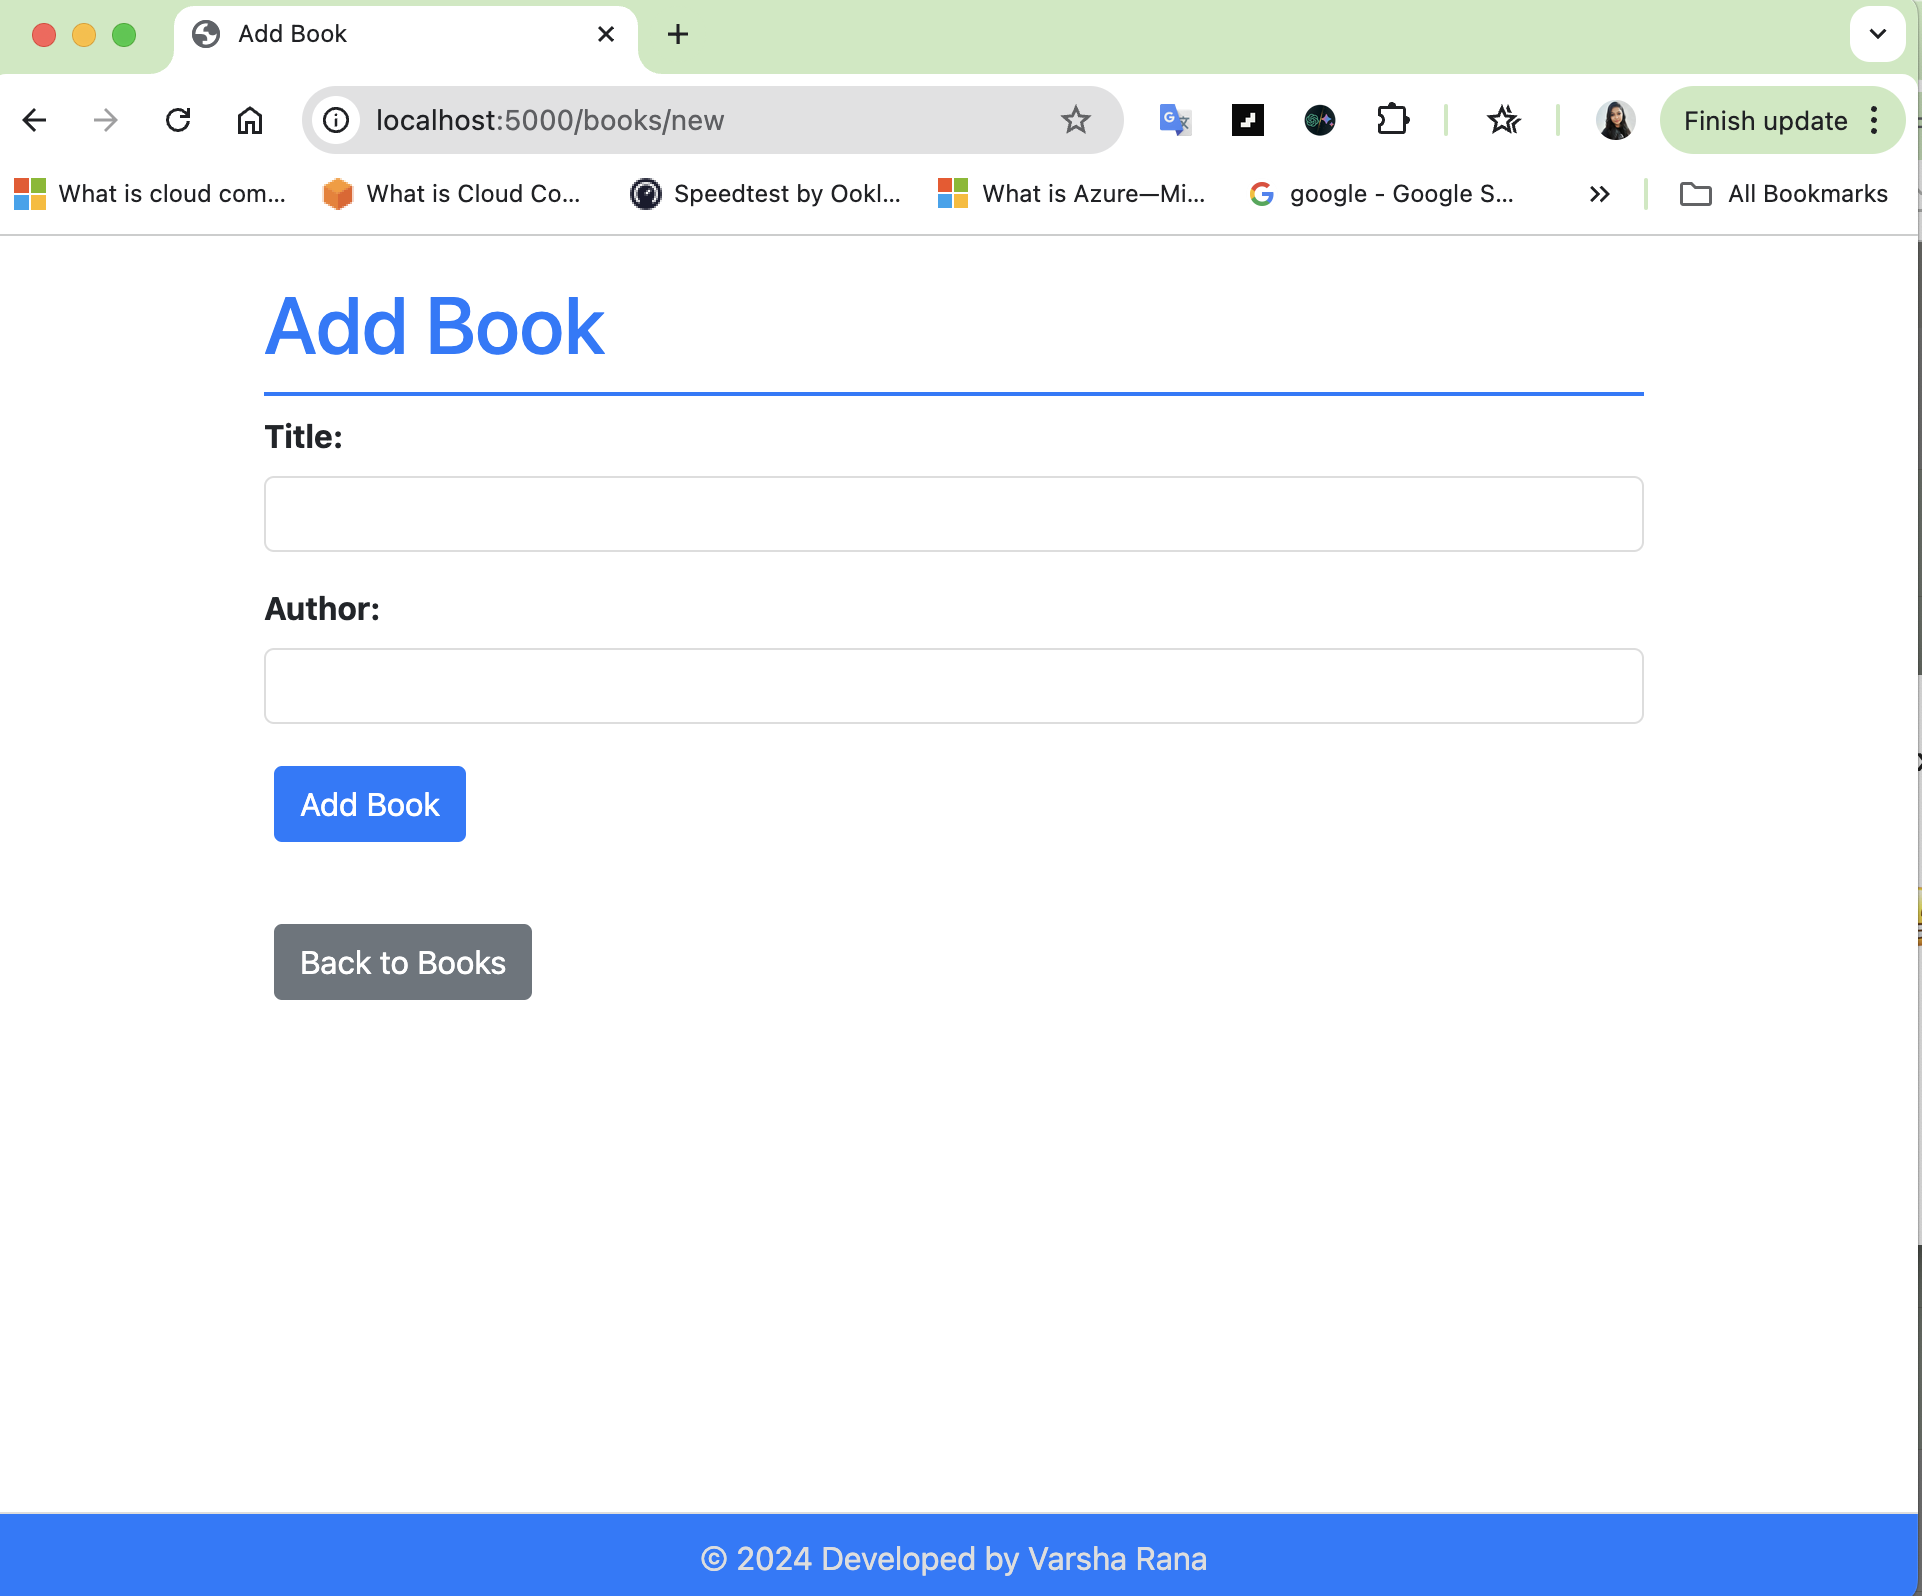 Add Book
localhost:5000/books/new
Finish update
What is cloud com...
What is Cloud Co...
Speedtest by Ookl...
What is Azure—Mi...
google - Google S...
All Bookmarks
Add Book
Title:
Author:
Add Book
Back to Books
© 2024 Developed by Varsha Rana